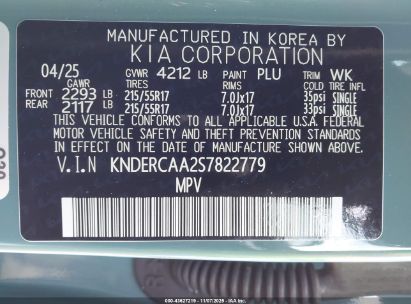 MANUFACTURED IN KOREA BY
KIA CORPORATION
04/25 GVWR 4212 LB PAINT PLU TRIM WK
GAWR TIRES RIMS COLD
FRONT 2293 LB 215/55R17 7.0Jx17 35psi SINGLE
REAR 2117 LB 215/55R17 7.0Jx17 33psi SINGLE
THIS VEHICLE CONFORMS TO ALL APPLICABLE U.S.A. FEDERAL
MOTOR VEHICLE SAFETY AND THEFT PREVENTION STANDARDS
IN EFFECT ON THE DATE OF MANUFACTURE SHOWN ABOVE.
V.I.N KNDERCAA2S7822779
MPV